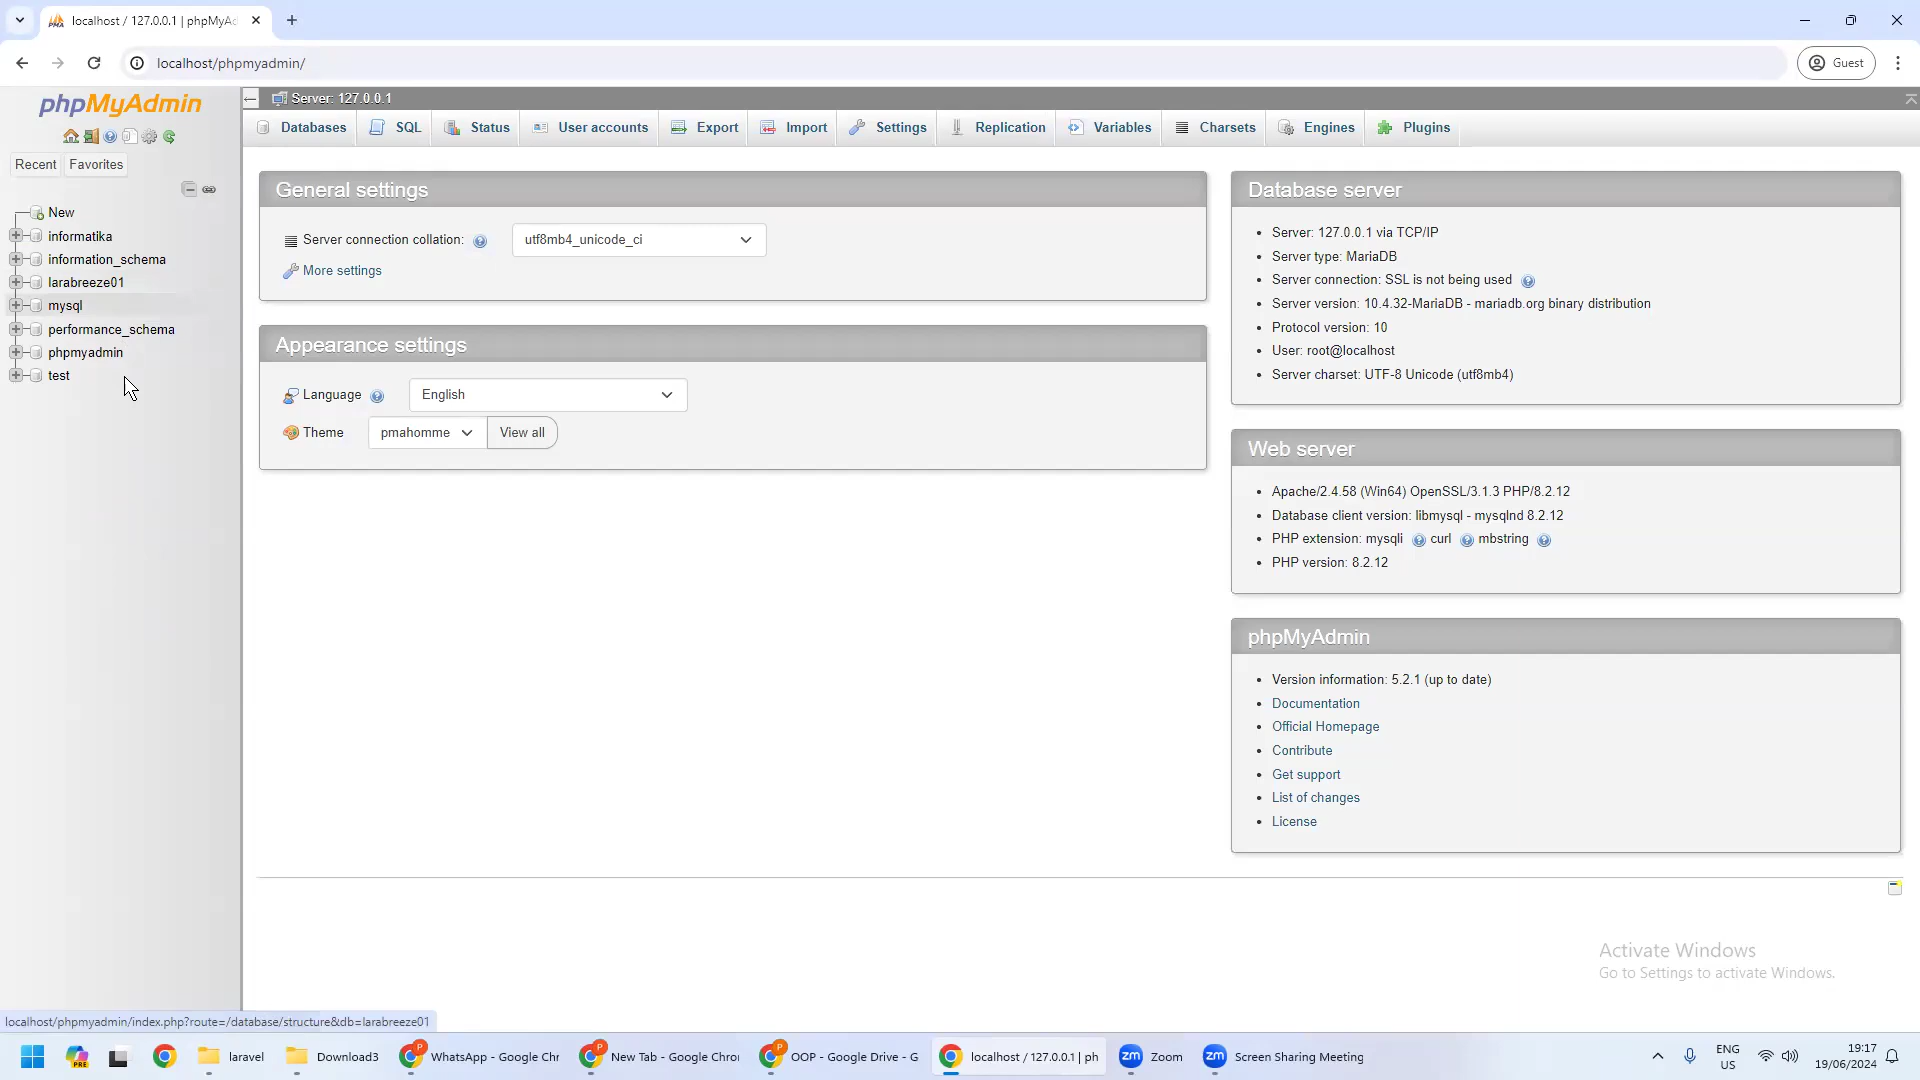 localhost / 127.0.0.1 | phpMyAd
localhost/phpmyadmin/
Guest
phpMyAdmin
Recent
Favorites
New
informatika
information_schema
larabreeze01
mysql
performance_schema
phpmyadmin
test
Server: 127.0.0.1
Databases
SQL
Status
User accounts
Export
Import
Settings
Replication
Variables
Charsets
Engines
Plugins
General settings
Server connection collation:
utf8mb4_unicode_ci
More settings
Appearance settings
Language
English
Theme
pmahomme
View all
Database server
Server: 127.0.0.1 via TCP/IP
Server type: MariaDB
Server connection: SSL is not being used
Server version: 10.4.32-MariaDB - mariadb.org binary distribution
Protocol version: 10
User: root@localhost
Server charset: UTF-8 Unicode (utf8mb4)
Web server
Apache/2.4.58 (Win64) OpenSSL/3.1.3 PHP/8.2.12
Database client version: libmysql - mysqlnd 8.2.12
PHP extension: mysqli curl mbstring
PHP version: 8.2.12
phpMyAdmin
Version information: 5.2.1 (up to date)
Documentation
Official Homepage
Contribute
Get support
List of changes
License
Activate Windows
Go to Settings to activate Windows.
localhost/phpmyadmin/index.php?route=/database/structure&db=larabreeze01
PRE
laravel
Download3
P
WhatsApp - Google Chr
P
New Tab - Google Chro
P
OOP - Google Drive - G
localhost / 127.0.0.1 | ph
zm
Zoom
zm
Screen Sharing Meeting
ENG
US
19:17
19/06/2024